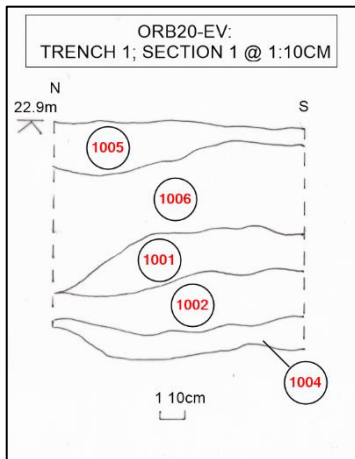 ORB20-EV:
TRENCH 1; SECTION 1 @ 1:10CM
N
S
22.9m
1005
1006
1001
1002
1004
1 10cm